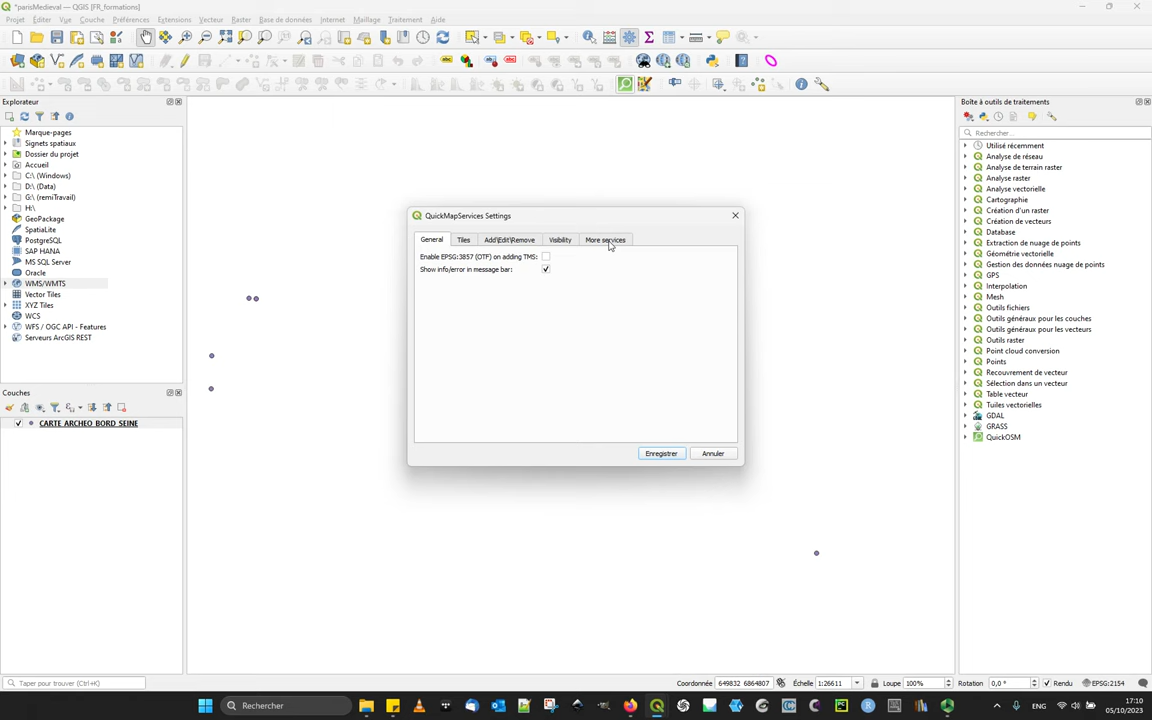 *parisMedieval — QGIS [FR_formations]
Projet Éditer Vue Couche Préférences Extensions Vecteur Raster Base de données Internet Maillage Traitement Aide
Explorateur
Marque-pages
Signets spatiaux
Dossier du projet
Accueil
C:\ (Windows)
D:\ (Data)
G:\ (remiTravail)
H:\
GeoPackage
SpatiaLite
PostgreSQL
SAP HANA
MS SQL Server
Oracle
WMS/WMTS
Vector Tiles
XYZ Tiles
WCS
WFS / OGC API - Features
Serveurs ArcGIS REST
Couches
CARTE ARCHEO BORD SEINE
QuickMapServices Settings
General Tiles Add\Edit\Remove Visibility More services
Enable EPSG:3857 (OTF) on adding TMS:
Show info/error in message bar:
Enregistrer Annuler
Boîte à outils de traitements
Rechercher...
Utilisé récemment
Analyse de réseau
Analyse de terrain raster
Analyse raster
Analyse vectorielle
Cartographie
Création d'un raster
Création de vecteurs
Database
Extraction de nuage de points
Géométrie vectorielle
Gestion des données nuage de points
GPS
Interpolation
Mesh
Outils fichiers
Outils généraux pour les couches
Outils généraux pour les vecteurs
Outils raster
Point cloud conversion
Points
Recouvrement de vecteur
Sélection dans un vecteur
Table vecteur
Tuiles vectorielles
GDAL
GRASS
QuickOSM
Taper pour trouver (Ctrl+K)
Coordonnée 649832 6864807 Échelle 1:26611 Loupe 100% Rotation 0,0 ° Rendu EPSG:2154
Rechercher
ENG
17:10
05/10/2023